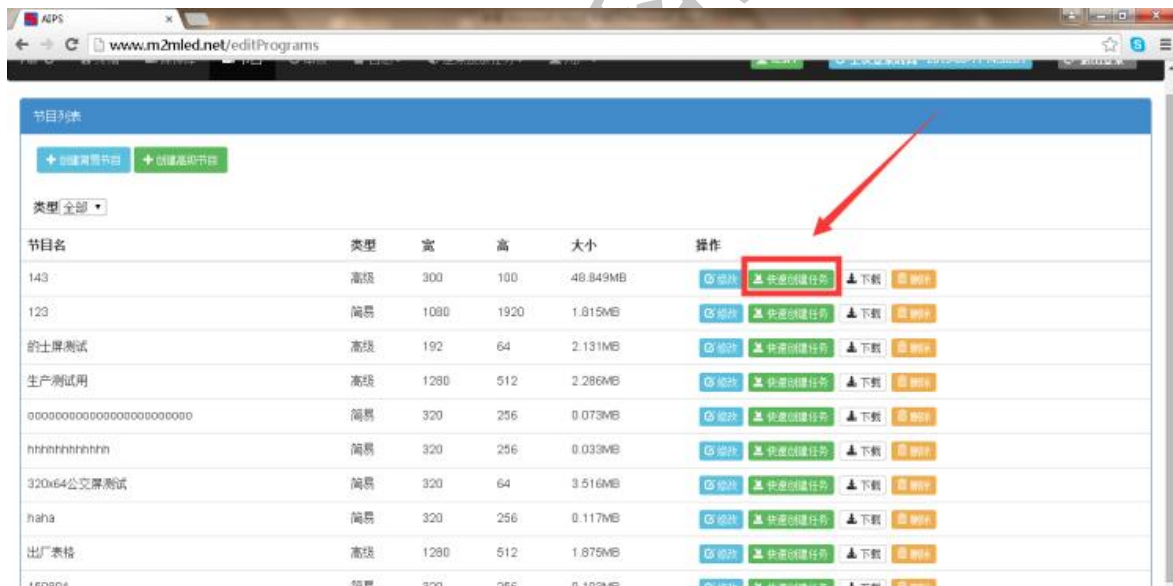 AIPS
www.m2mled.net/editPrograms
节目列表
+ 创建简易节目 + 创建高级节目
类型 全部
节目名 类型 宽 高 大小 操作
143 高级 300 100 48.849MB 修改 快速创建任务 下载 删除
123 简易 1080 1920 1.815MB 修改 快速创建任务 下载 删除
的士屏测试 高级 192 64 2.131MB 修改 快速创建任务 下载 删除
生产测试用 高级 1280 512 2.286MB 修改 快速创建任务 下载 删除
oooooooooooooooooooooooo 简易 320 256 0.073MB 修改 快速创建任务 下载 删除
hhhhhhhhhhhh 简易 320 256 0.033MB 修改 快速创建任务 下载 删除
320x64公交屏测试 简易 320 64 3.516MB 修改 快速创建任务 下载 删除
haha 简易 320 256 0.117MB 修改 快速创建任务 下载 删除
出厂表格 高级 1280 512 1.875MB 修改 快速创建任务 下载 删除